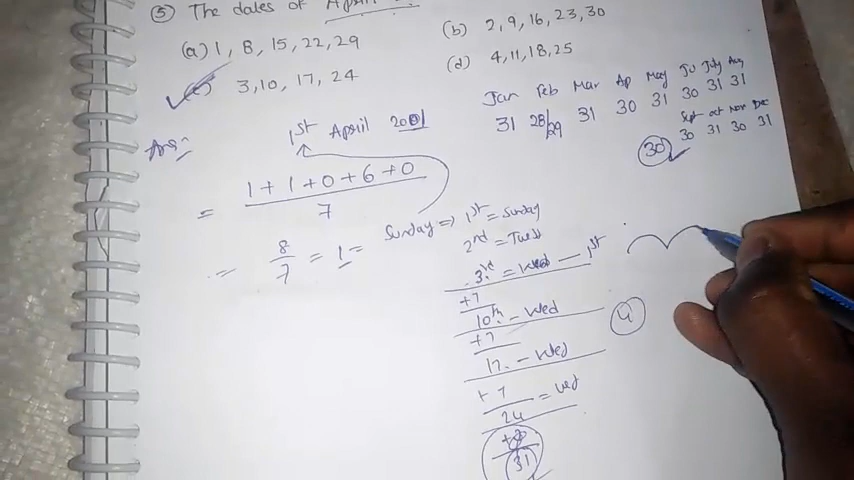 ⑤ The dates of April 2001
(a) 1, 8, 15, 22, 29
(b) 2, 9, 16, 23, 30
(c) 3, 10, 17, 24
(d) 4, 11, 18, 25
Jan Feb Mar Ap May Ju July Aug
31 28/29 31 30 31 30 31 31
Sept oct Nov Dec
30 31 30 31
30
Ans:
1st April 2001
= 1 + 1 + 0 + 6 + 0
7
= 8/7 = 1 = Sunday => 1st = Sunday
2nd = Tues
3rd = Wed — 1st
+7
10th - Wed
+7
17 - Wed
+7
24 = Wed
31
4